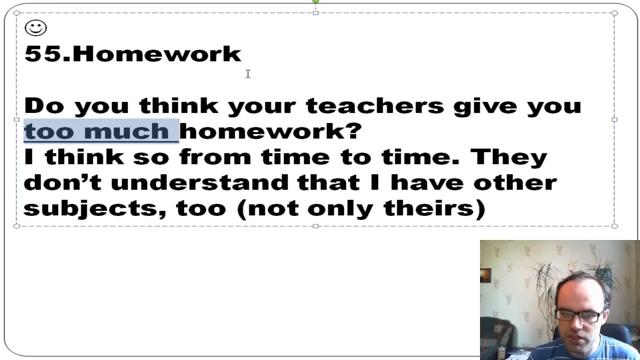 55.Homework
Do you think your teachers give you
too much homework?
I think so from time to time. They
don’t understand that I have other
subjects, too (not only theirs)